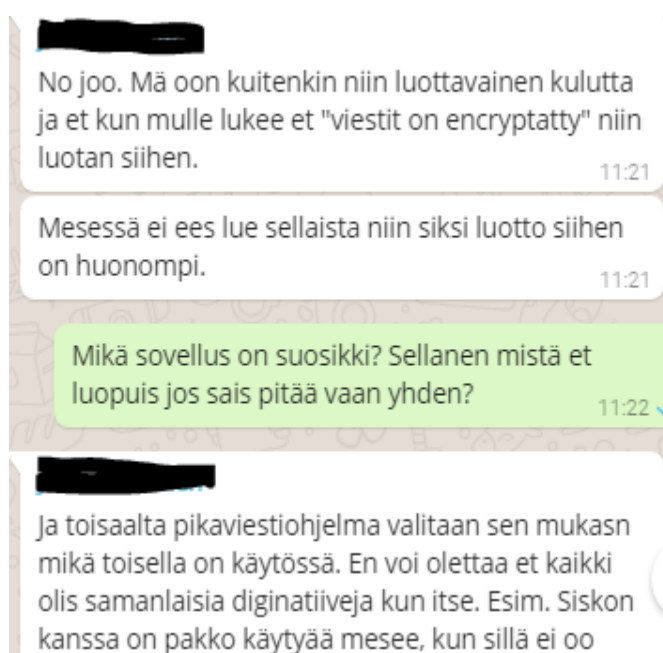 No joo. Mä oon kuitenkin niin luottavainen kulutta
ja et kun mulle lukee et "viestit on encryptatty" niin
luotan siihen.
11:21
Mesessä ei ees lue sellaista niin siksi luotto siihen
on huonompi.
11:21
Mikä sovellus on suosikki? Sellanen mistä et
luopuis jos sais pitää vaan yhden?
11:22
Ja toisaalta pikaviestiohjelma valitaan sen mukasn
mikä toisella on käytössä. En voi olettaa et kaikki
olis samanlaisia diginatiiveja kun itse. Esim. Siskon
kanssa on pakko käytyää mesee, kun sillä ei oo